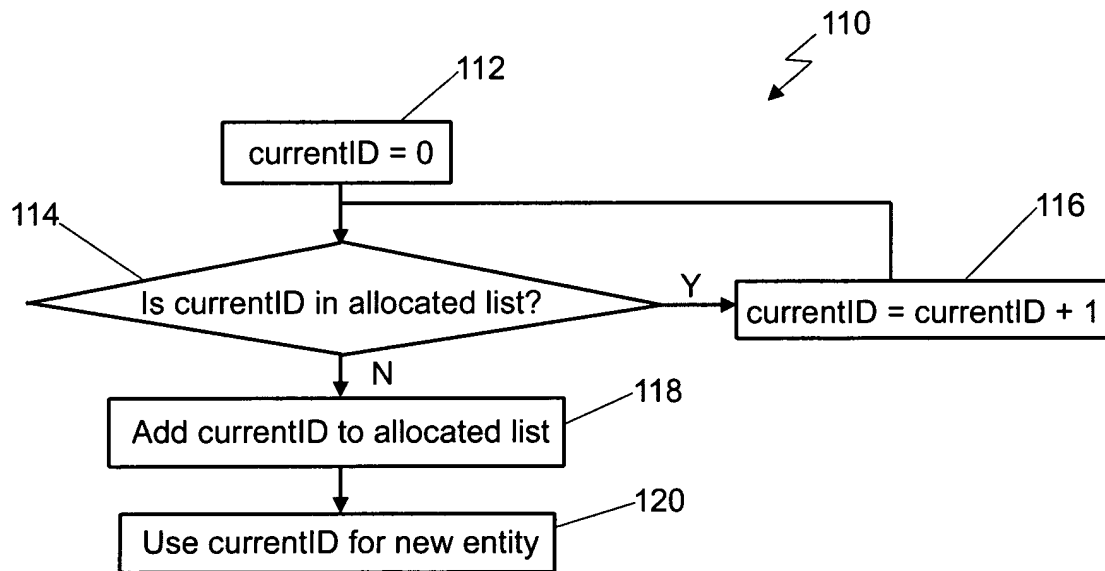 110
112
currentID = 0
114
116
Is currentID in allocated list?
Y
currentID = currentID + 1
N
118
Add currentID to allocated list
120
Use currentID for new entity